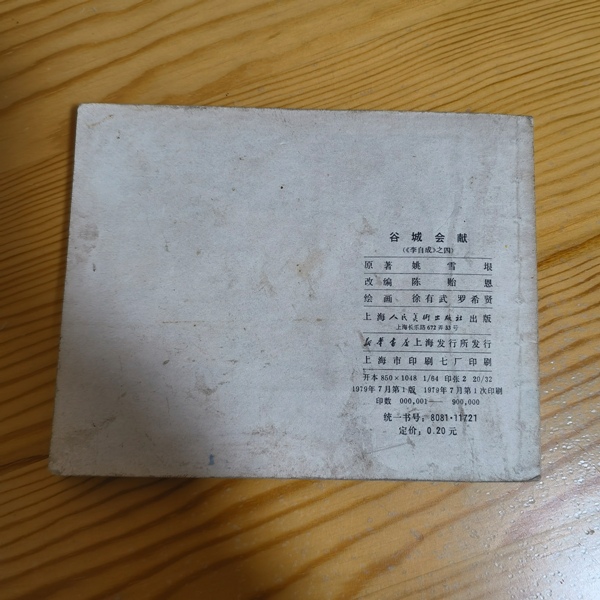 谷城会献
(《李自成》之四)
原著 姚雪垠
改编 陈贻恩
绘画 徐有武 罗希贤
上海人民美术出版社 出版
上海长乐路672弄33号
新华书店上海发行所发行
上海市印刷七厂印刷
开本 850×1048 1/64 印张 2 20/32
1979年7月第1版 1979年7月第1次印刷
印数 000,001——900,000
统一书号：8081·11721
定价：0.20元